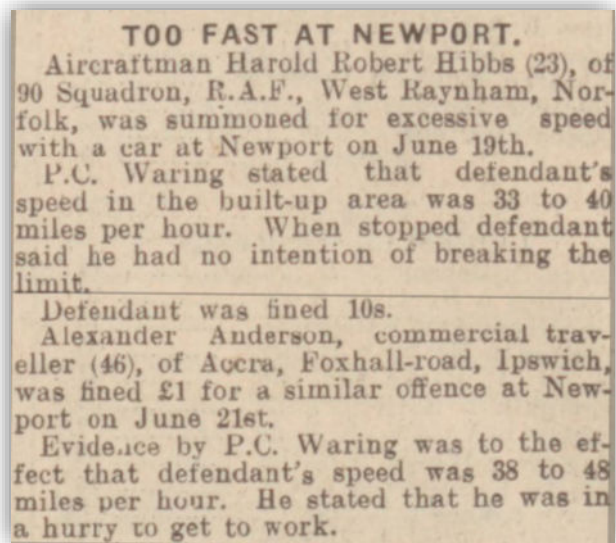 TOO FAST AT NEWPORT.
Aircraftman Harold Robert Hibbs (23), of
90 Squadron, R.A.F., West Raynham, Nor-
folk, was summoned for excessive speed
with a car at Newport on June 19th.
P.C. Waring stated that defendant's
speed in the built-up area was 33 to 40
miles per hour. When stopped defendant
said he had no intention of breaking the
limit.
Defendant was fined 10s.
Alexander Anderson, commercial trav-
eller (46), of Accra, Foxhall-road, Ipswich,
was fined £1 for a similar offence at New-
port on June 21st.
Evidence by P.C. Waring was to the ef-
fect that defendant's speed was 38 to 48
miles per hour. He stated that he was in
a hurry to get to work.